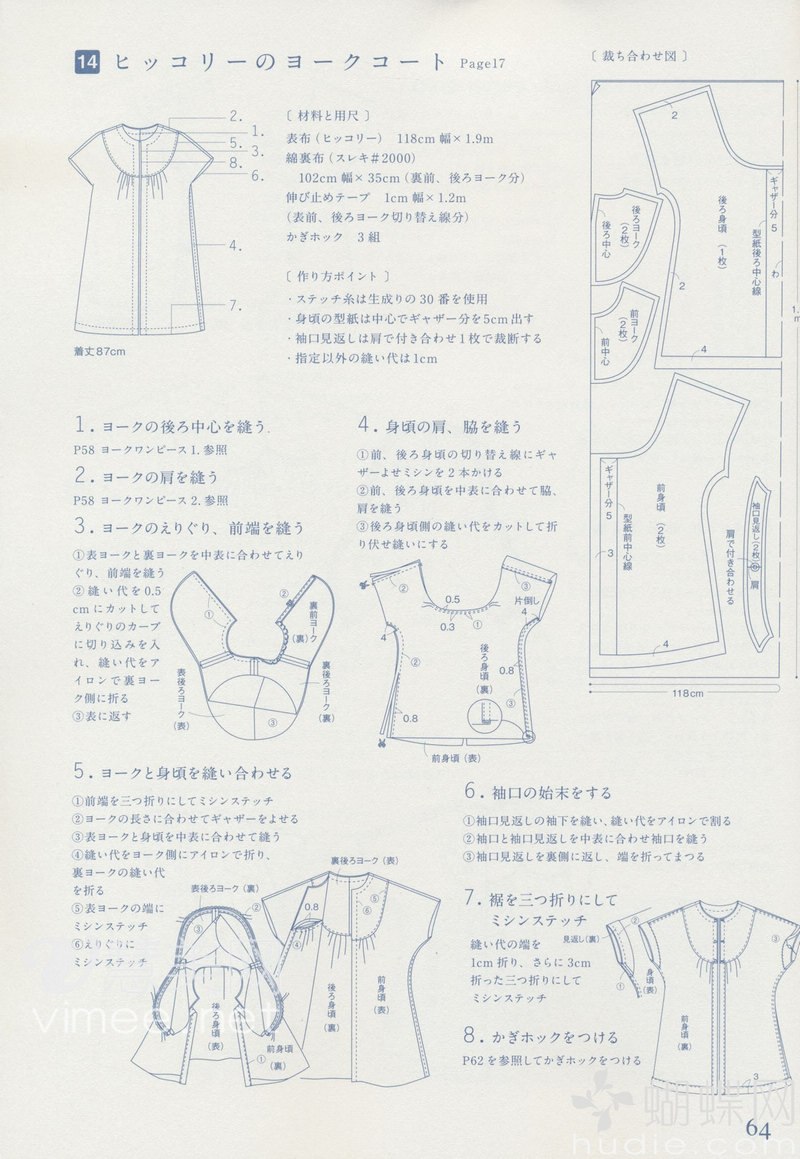 14 ヒッコリーのヨークコート Page17
〔 裁ち合わせ図 〕
2.
1.
5.
3.
8.
6.
4.
7.
着丈87cm
〔 材料と用尺 〕
表布（ヒッコリー） 118cm 幅×1.9m
綿裏布（スレキ#2000）
102cm 幅×35cm（裏前、後ろヨーク分）
伸び止めテープ 1cm 幅×1.2m
（表前、後ろヨーク切り替え線分）
かぎホック 3組
〔 作り方ポイント 〕
・ステッチ糸は生成りの30番を使用
・身頃の型紙は中心でギャザー分を5cm出す
・袖口見返しは肩で付き合わせ1枚で裁断する
・指定以外の縫い代は1cm
2
ギャザー分
5
わ
型紙後ろ中心線
後ろ身頃
（1枚）
後ろヨーク
（2枚）
後ろ中心
2
前ヨーク
（2枚）
前中心
4
ギャザー分
5
3
型紙前中心線
前身頃
（2枚）
袖口見返し（2枚）
肩
肩で付き合わせる
4
118cm
1.ヨークの後ろ中心を縫う
P58 ヨークワンピース1.参照
2.ヨークの肩を縫う
P58 ヨークワンピース2.参照
3.ヨークのえりぐり、前端を縫う
①表ヨークと裏ヨークを中表に合わせてえり
ぐり、前端を縫う
②縫い代を0.5
cmにカットして
えりぐりのカーブ
に切り込みを入
れ、縫い代をア
イロンで裏ヨー
ク側に折る
③表に返す
①
②
裏前ヨーク
（裏）
表後ろヨーク（表）
裏後ろヨーク（裏）
③
4.身頃の肩、脇を縫う
①前、後ろ身頃の切り替え線にギャ
ザーよせミシンを2本かける
②前、後ろ身頃を中表に合わせて脇、
肩を縫う
③後ろ身頃側の縫い代をカットして折
り伏せ縫いにする
②
③
0.5
片倒し
4
0.3
①
4
②
後ろ身頃（裏）
0.8
0.8
③
前身頃（表）
5.ヨークと身頃を縫い合わせる
①前端を三つ折りにしてミシンステッチ
②ヨークの長さに合わせてギャザーをよせる
③表ヨークと身頃を中表に合わせて縫う
④縫い代をヨーク側にアイロンで折り、
裏ヨークの縫い代
を折る
⑤表ヨークの端に
ミシンステッチ
⑥えりぐりに
ミシンステッチ
表後ろヨーク（裏）
②
③
後ろ身頃（表）
前身頃
（裏）
①
裏後ろヨーク（表）
0.8
⑤
⑥
④
後ろ身頃（裏）
前身頃（表）
6.袖口の始末をする
①袖口見返しの袖下を縫い、縫い代をアイロンで割る
②袖口と袖口見返しを中表に合わせ袖口を縫う
③袖口見返しを裏側に返し、端を折ってまつる
7.裾を三つ折りにして
ミシンステッチ
縫い代の端を
1cm折り、さらに3cm
折った三つ折りにして
ミシンステッチ
見返し（裏）
②
①
身頃（表）
③
前身頃（裏）
3
8.かぎホックをつける
P62を参照してかぎホックをつける
64
vimeo.net
蝴蝶网
hudie.com